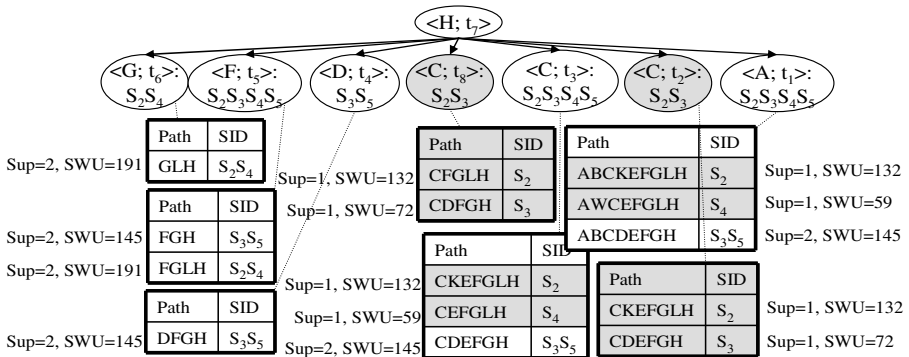 <H; t₇>
<G; t₆>: <F; t₅>: <D; t₄>: <C; t₈>: <C; t₃>: <C; t₂>: <A; t₁>:
S₂S₄ S₂S₃S₄S₅ S₃S₅ S₂S₃ S₂S₃S₄S₅ S₂S₃ S₂S₃S₄S₅
Path SID
Sup=2, SWU=191 GLH S₂S₄
Path SID
Sup=2, SWU=145 FGH S₃S₅
Sup=2, SWU=191 FGLH S₂S₄
Path SID
Sup=2, SWU=145 DFGH S₃S₅
Path SID
Sup=1, SWU=132 CFGLH S₂
Sup=1, SWU=72 CDFGH S₃
Path SID
Sup=1, SWU=132 CKEFGLH S₂
Sup=1, SWU=59 CEFGLH S₄
Sup=2, SWU=145 CDEFGH S₃S₅
Path SID
ABCKEFGLH S₂ Sup=1, SWU=132
AWCEFGLH S₄ Sup=1, SWU=59
ABCDEFGH S₃S₅ Sup=2, SWU=145
Path SID
CKEFGLH S₂ Sup=1, SWU=132
CDEFGH S₃ Sup=1, SWU=72